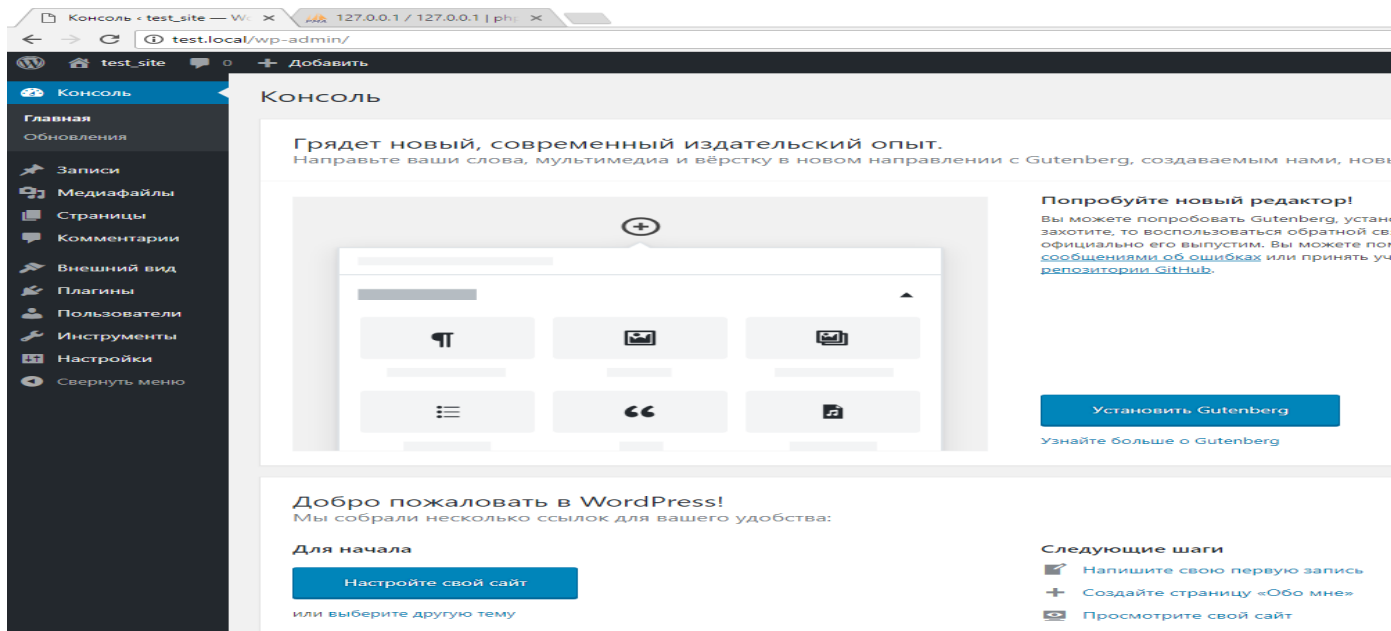 Консоль ‹ test_site — Wo
127.0.0.1 / 127.0.0.1 | php
test.local/wp-admin/
test_site 0 Добавить
Консоль
Главная
Обновления
Записи
Медиафайлы
Страницы
Комментарии
Внешний вид
Плагины
Пользователи
Инструменты
Настройки
Свернуть меню
Консоль
Грядет новый, современный издательский опыт.
Направьте ваши слова, мультимедиа и вёрстку в новом направлении с Gutenberg, создаваемым нами, новы
Попробуйте новый редактор!
Вы можете попробовать Gutenberg, устано
захотите, то воспользоваться обратной св
официально его выпустим. Вы можете пом
сообщениями об ошибках или принять уч
репозитории GitHub.
Установить Gutenberg
Узнайте больше о Gutenberg
Добро пожаловать в WordPress!
Мы собрали несколько ссылок для вашего удобства:
Для начала
Настройте свой сайт
или выберите другую тему
Следующие шаги
Напишите свою первую запись
Создайте страницу «Обо мне»
Просмотрите свой сайт